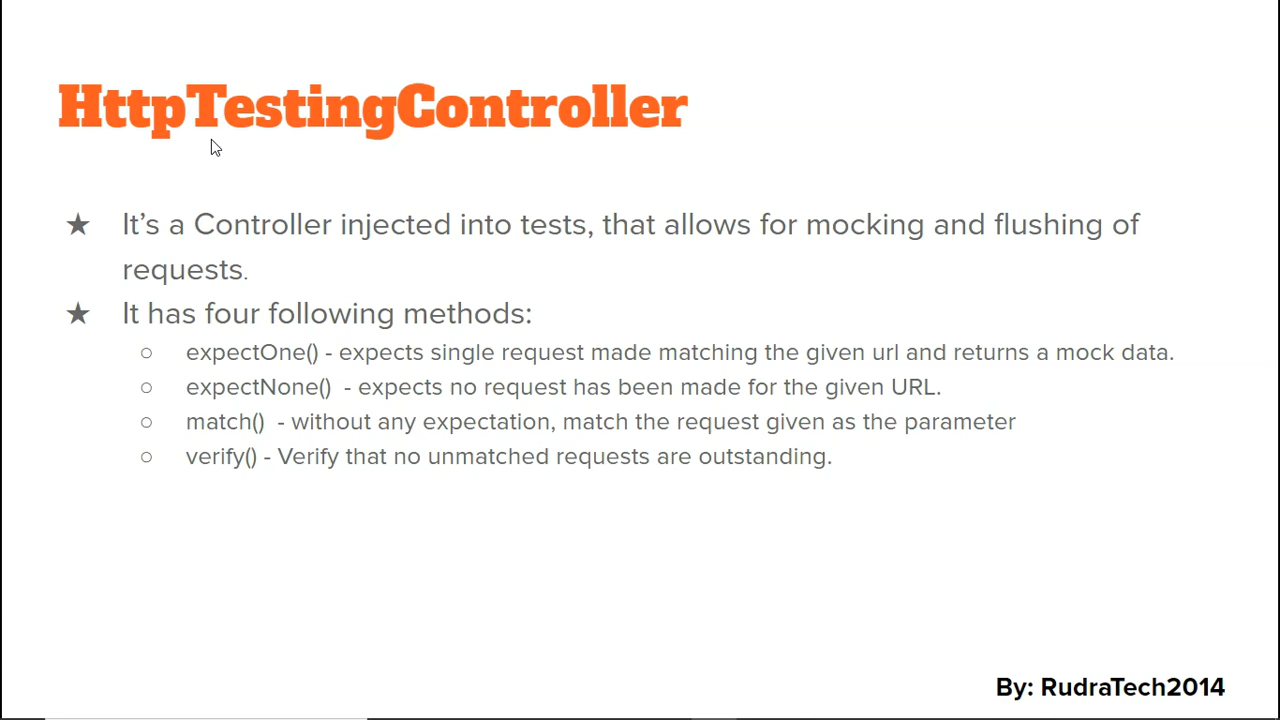 HttpTestingController
★ It’s a Controller injected into tests, that allows for mocking and flushing of
requests.
★ It has four following methods:
○ expectOne() - expects single request made matching the given url and returns a mock data.
○ expectNone()  - expects no request has been made for the given URL.
○ match()  - without any expectation, match the request given as the parameter
○ verify() - Verify that no unmatched requests are outstanding.
By: RudraTech2014